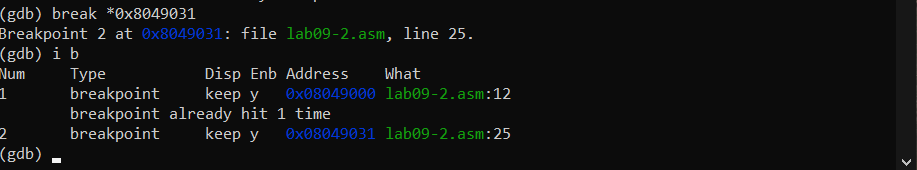 (gdb) break *0x8049031
Breakpoint 2 at 0x8049031: file lab09-2.asm, line 25.
(gdb) i b
Num     Type           Disp Enb Address    What
1       breakpoint     keep y   0x08049000 lab09-2.asm:12
        breakpoint already hit 1 time
2       breakpoint     keep y   0x08049031 lab09-2.asm:25
(gdb)